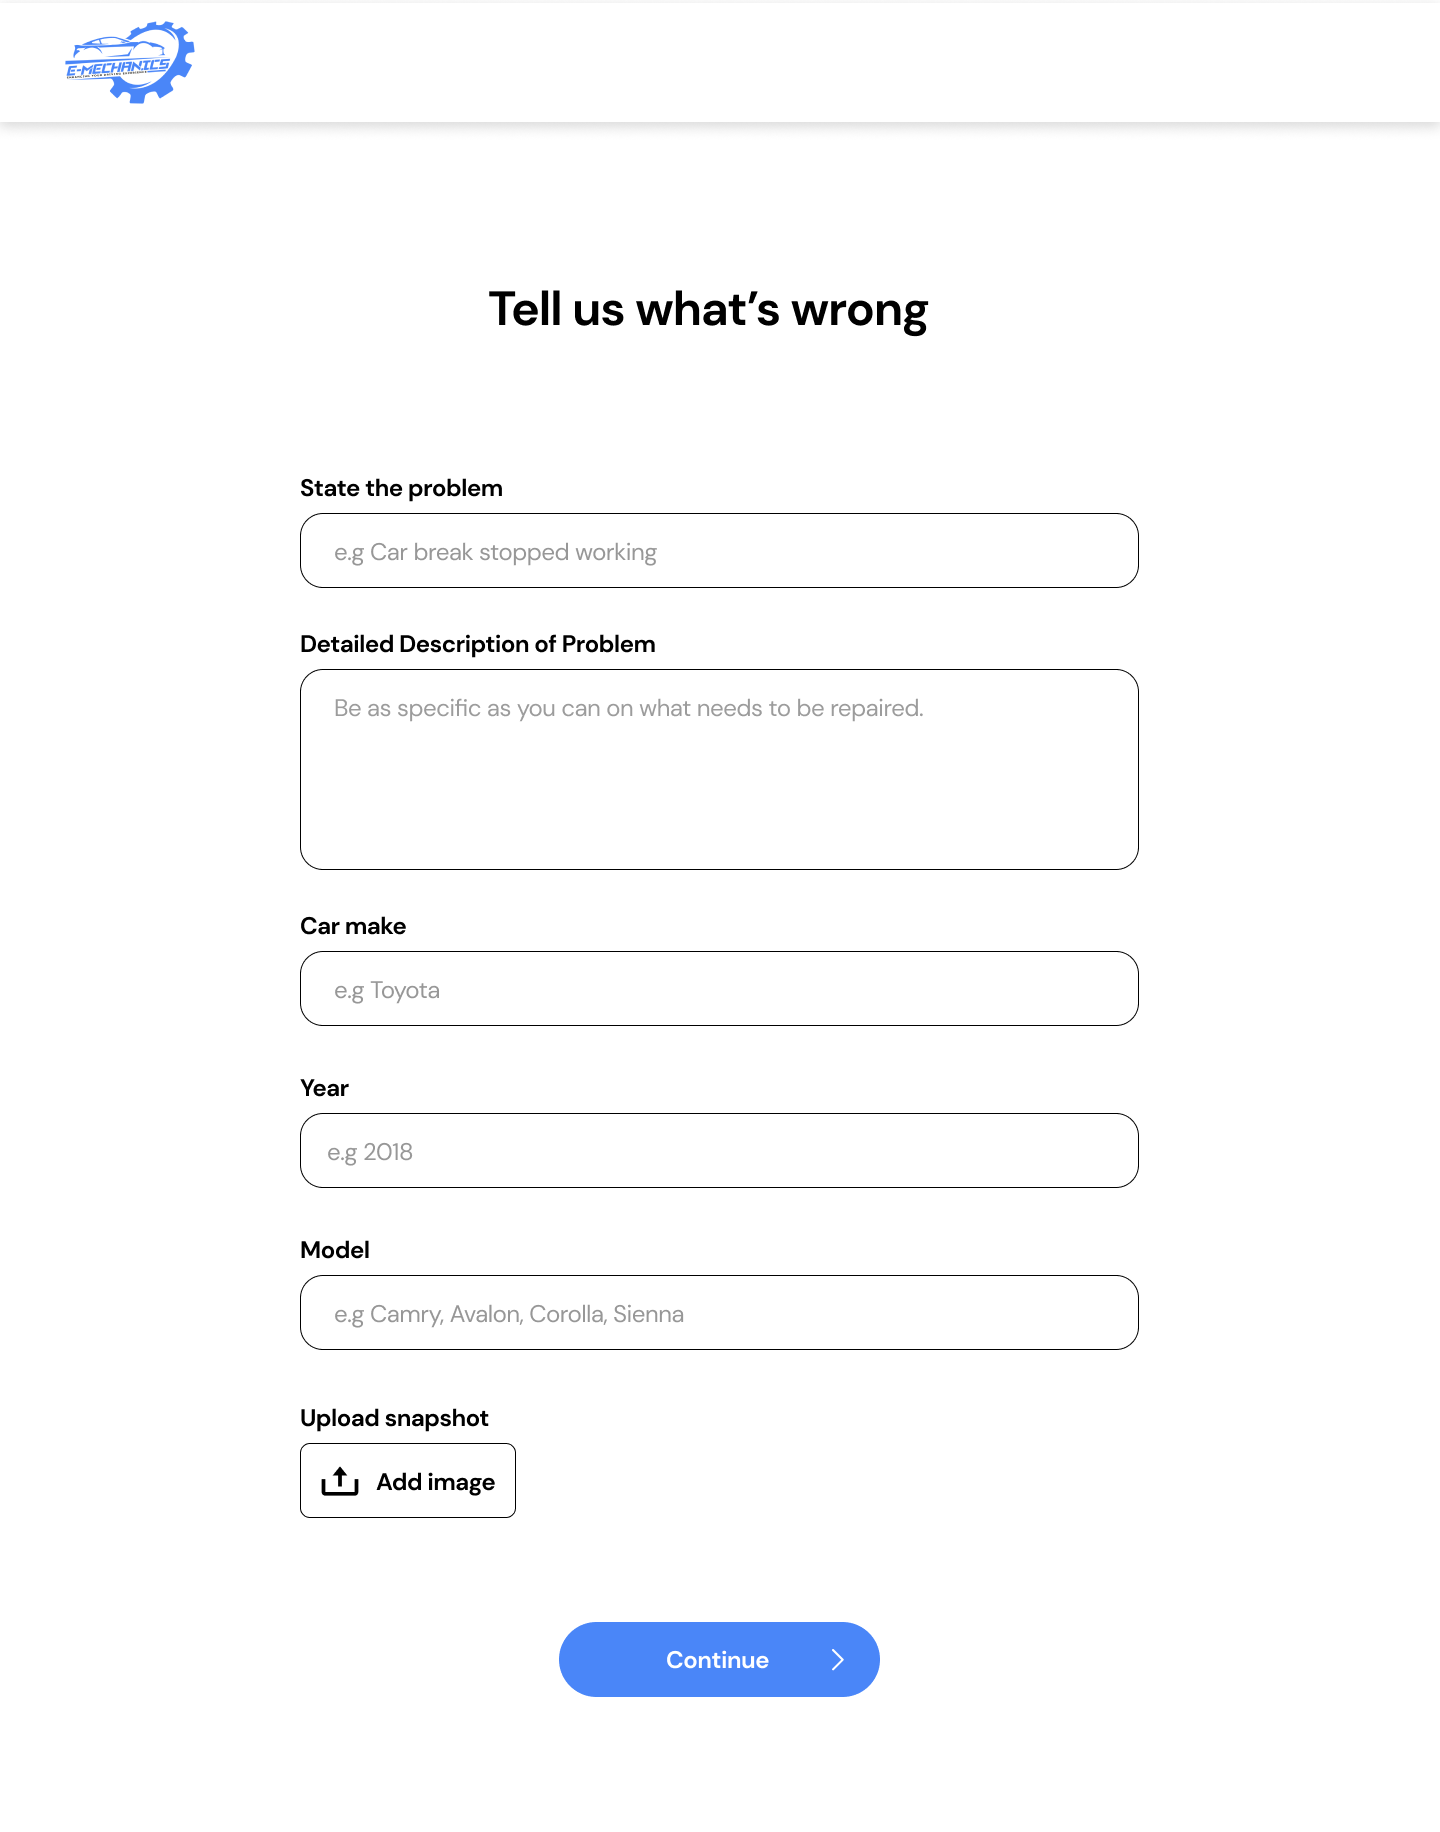 E-MECHANICS
Tell us what’s wrong
State the problem
e.g Car break stopped working
Detailed Description of Problem
Be as specific as you can on what needs to be repaired.
Car make
e.g Toyota
Year
e.g 2018
Model
e.g Camry, Avalon, Corolla, Sienna
Upload snapshot
Add image
Continue